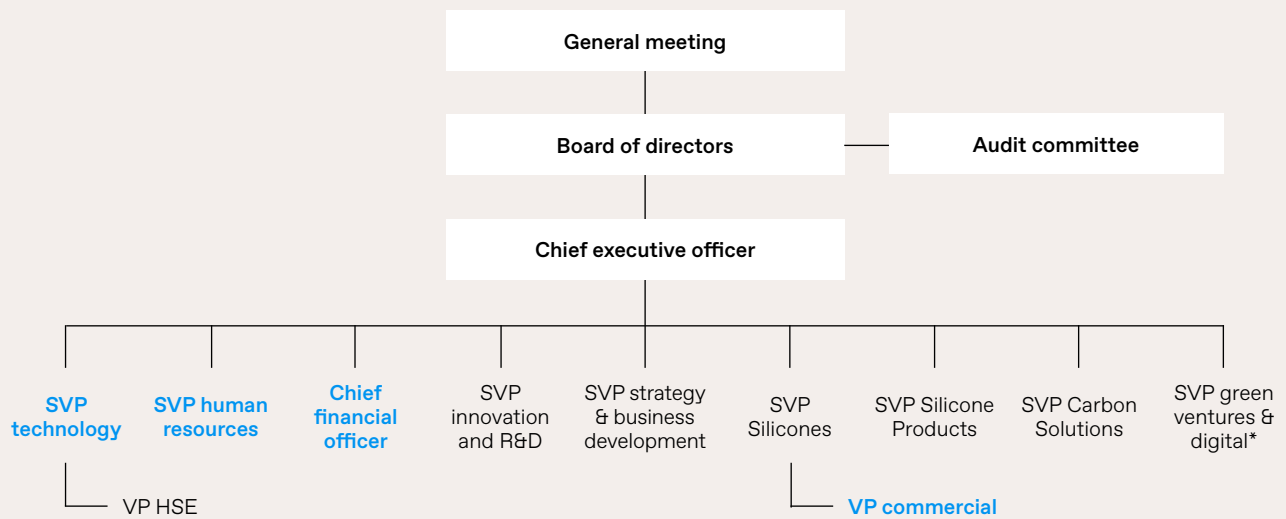 General meeting
Board of directors
Audit committee
Chief executive officer
SVP
technology
SVP human
resources
Chief
financial
officer
SVP
innovation
and R&D
SVP strategy
& business
development
SVP
Silicones
SVP Silicone
Products
SVP Carbon
Solutions
SVP green
ventures &
digital*
VP HSE
VP commercial